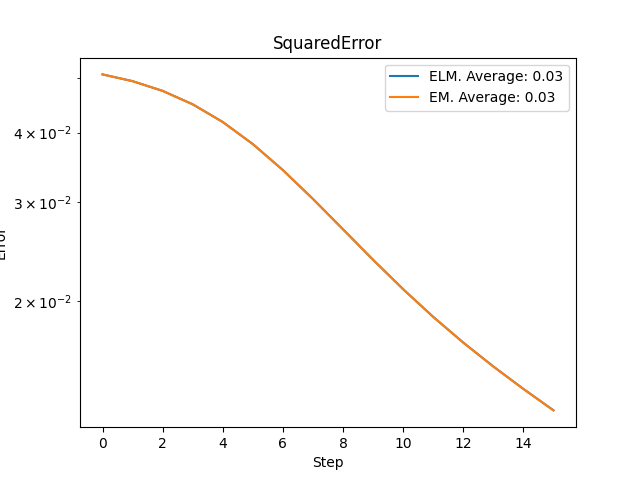 SquaredError
ELM. Average: 0.03
EM. Average: 0.03
4 × 10⁻²
3 × 10⁻²
2 × 10⁻²
Error
0 2 4 6 8 10 12 14
Step